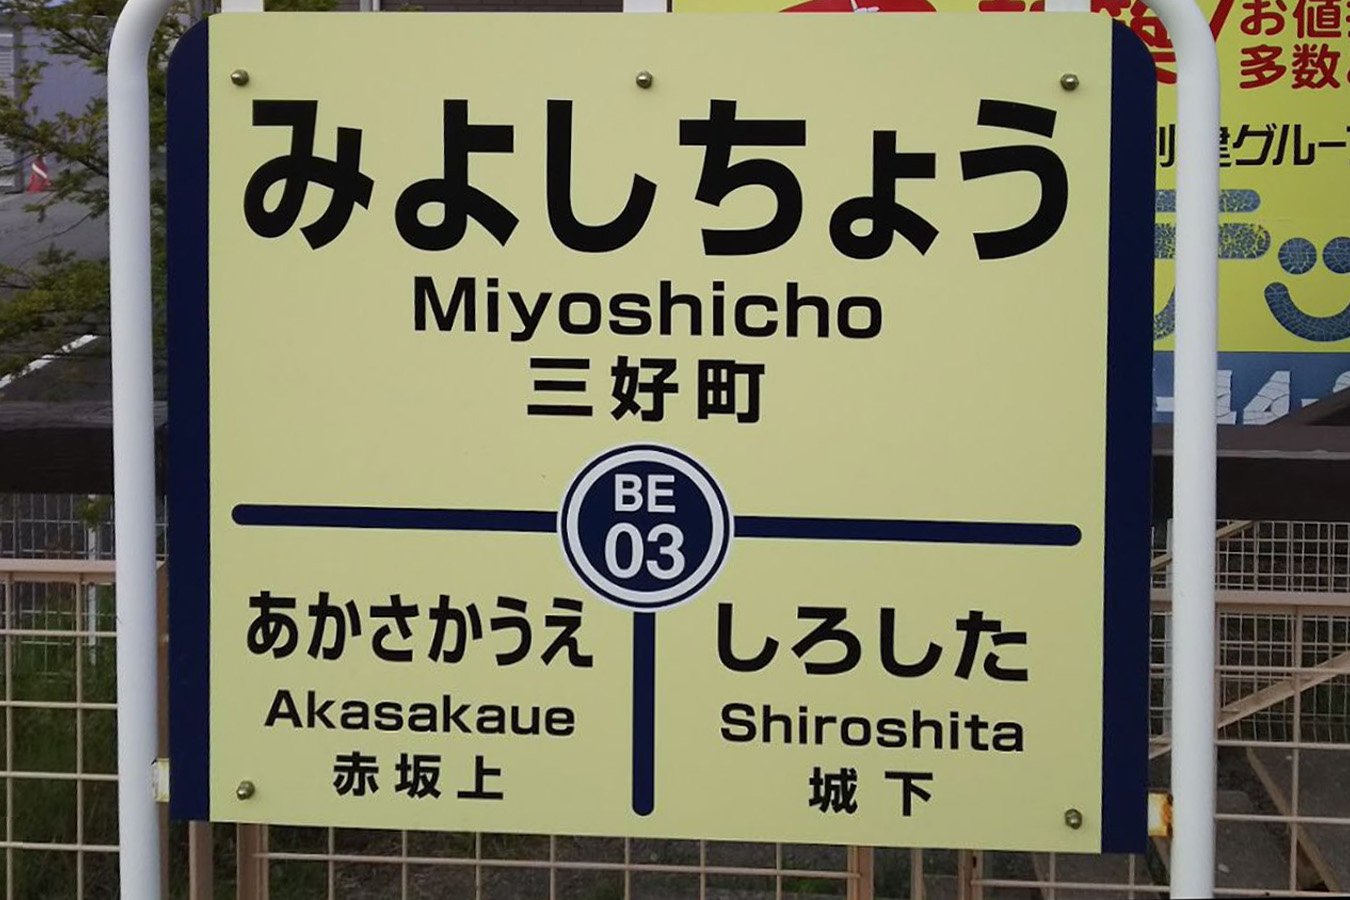 みよしちょう
Miyoshicho
三好町
BE
03
あかさかうえ
Akasakaue
赤坂上
しろした
Shiroshita
城下
お値
多数
グルー